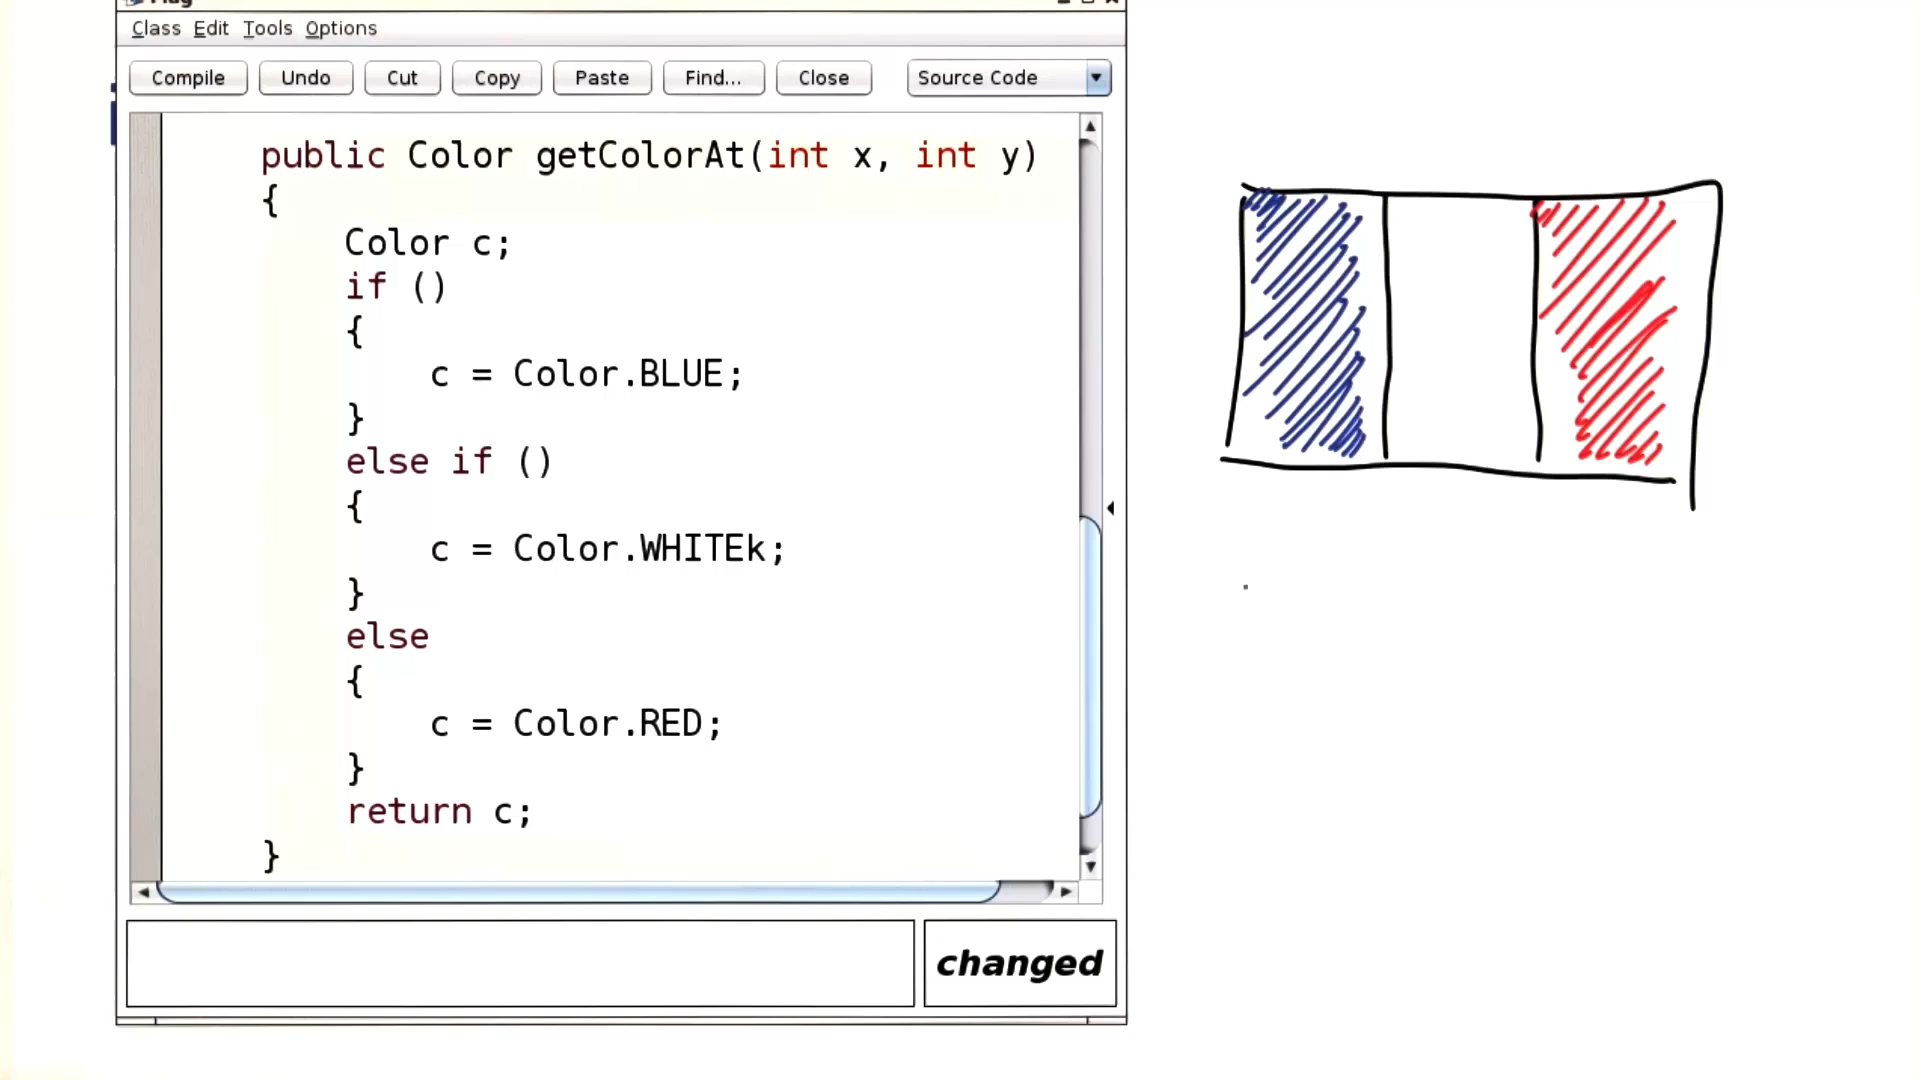 Flag
Class Edit Tools Options
Compile Undo Cut Copy Paste Find... Close Source Code
public Color getColorAt(int x, int y)
{
Color c;
if ()
{
c = Color.BLUE;
}
else if ()
{
c = Color.WHITEk;
}
else
{
c = Color.RED;
}
return c;
}
changed